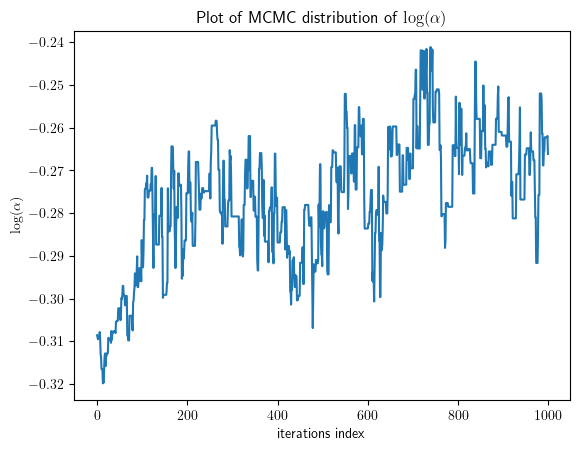 Plot of MCMC distribution of log(α)
−0.24
−0.25
−0.26
−0.27
−0.28
−0.29
−0.30
−0.31
−0.32
log(α)
0 200 400 600 800 1000
iterations index